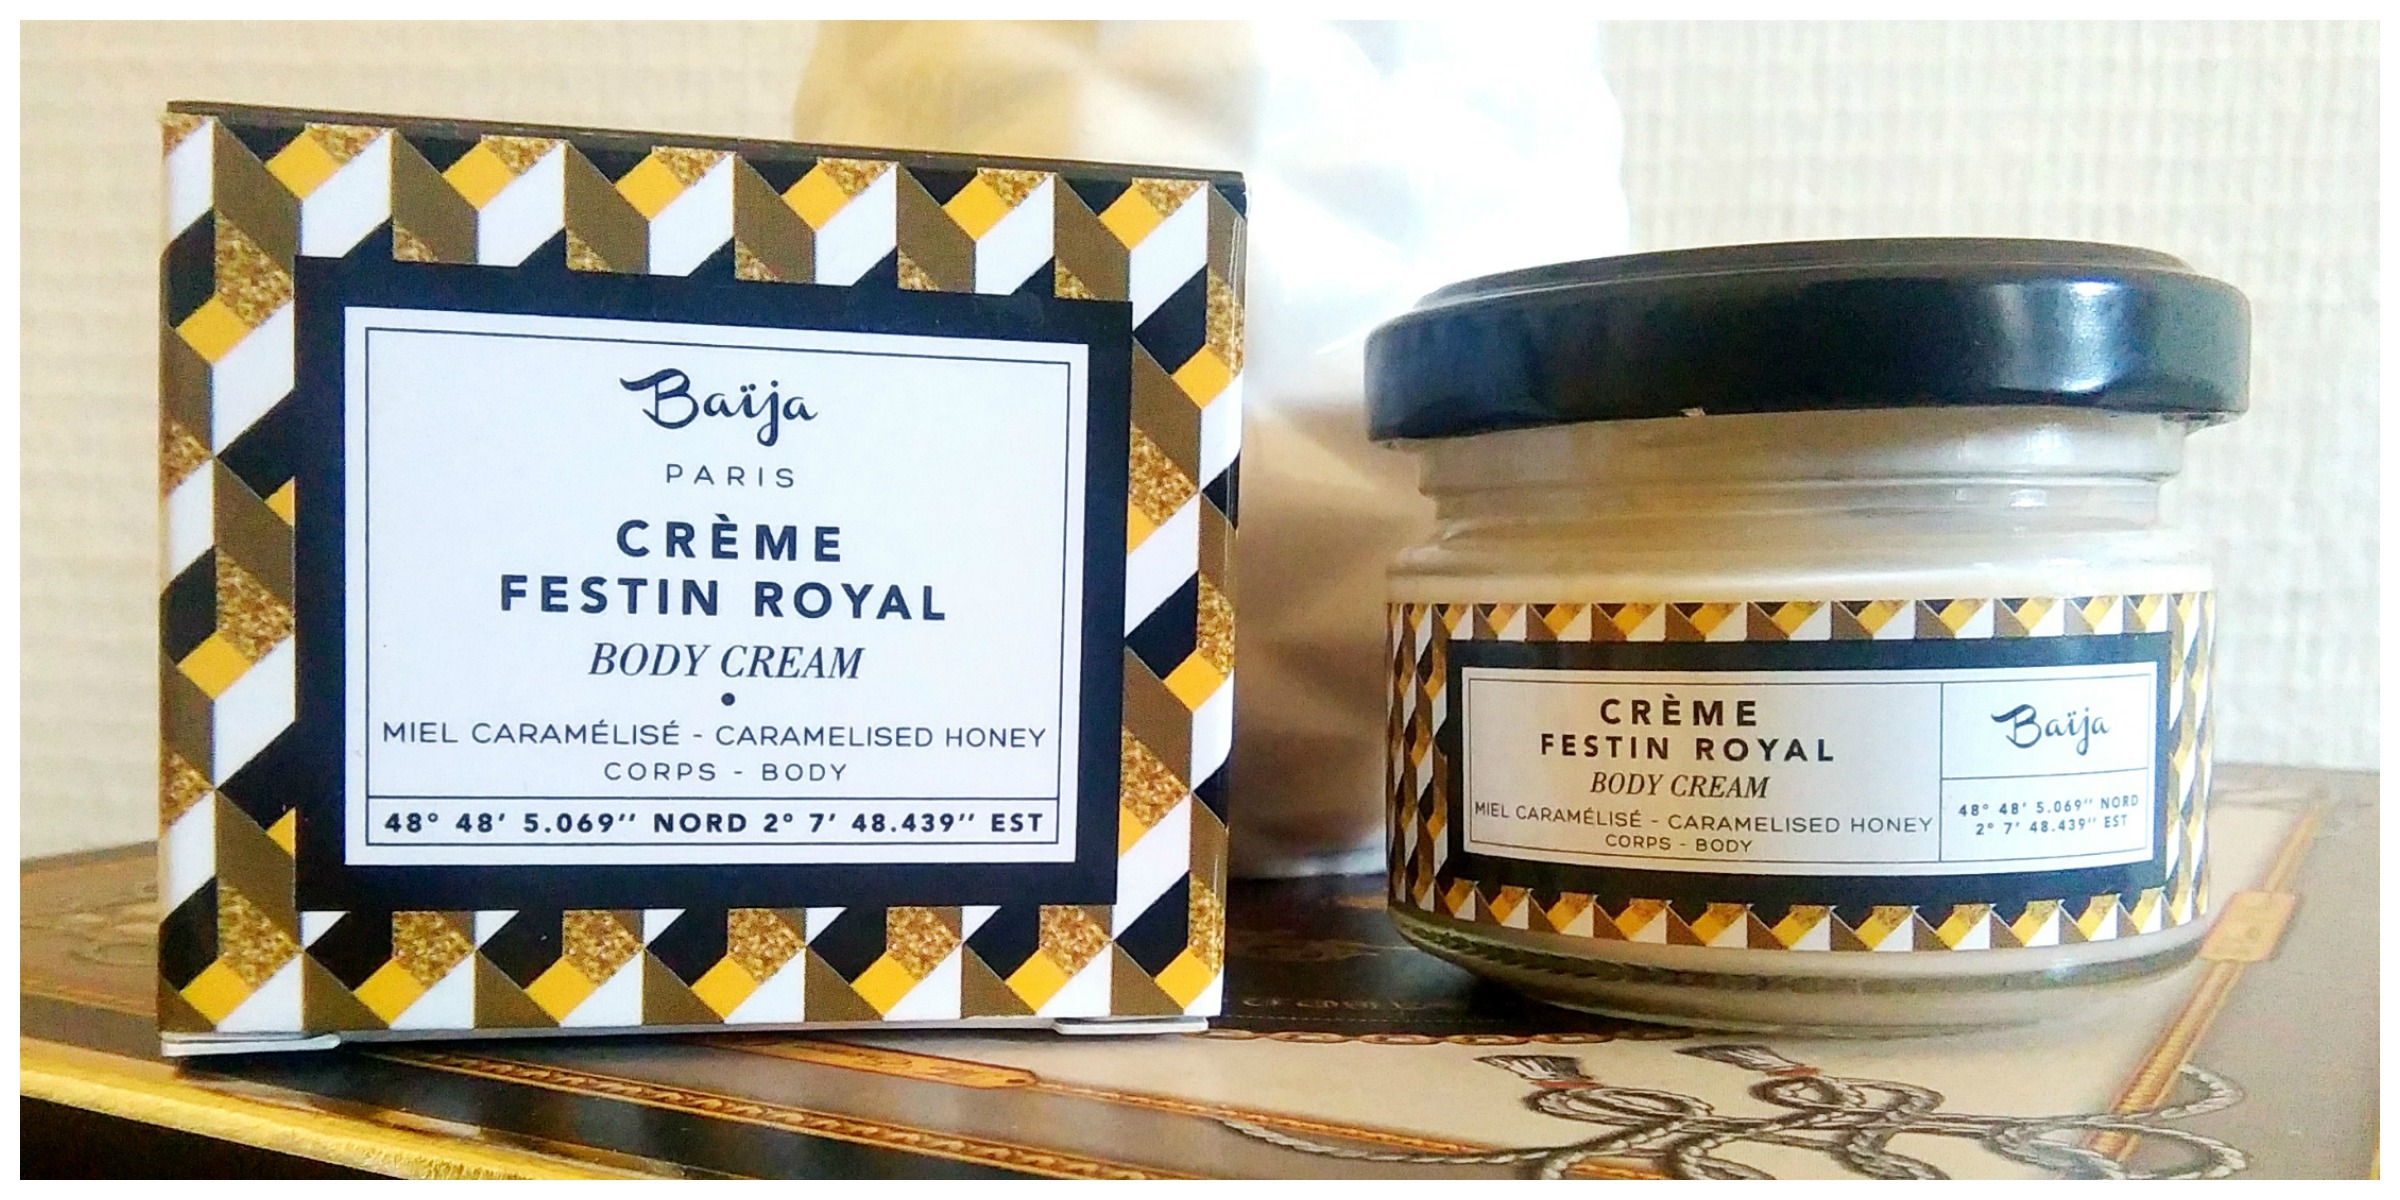 Baïja
PARIS
CRÈME
FESTIN ROYAL
BODY CREAM
MIEL CARAMÉLISÉ - CARAMELISED HONEY
CORPS - BODY
48° 48' 5.069'' NORD 2° 7' 48.439'' EST
CRÈME
FESTIN ROYAL
BODY CREAM
MIEL CARAMÉLISÉ - CARAMELISED HONEY
CORPS - BODY
Baïja
48° 48' 5.069'' NORD
2° 7' 48.439'' EST